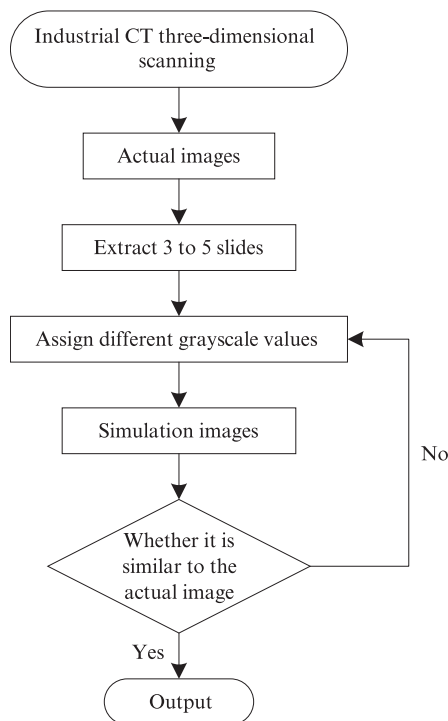 Industrial CT three-dimensional
scanning
Actual images
Extract 3 to 5 slides
Assign different grayscale values
Simulation images
No
Whether it is
similar to the
actual image
Yes
Output